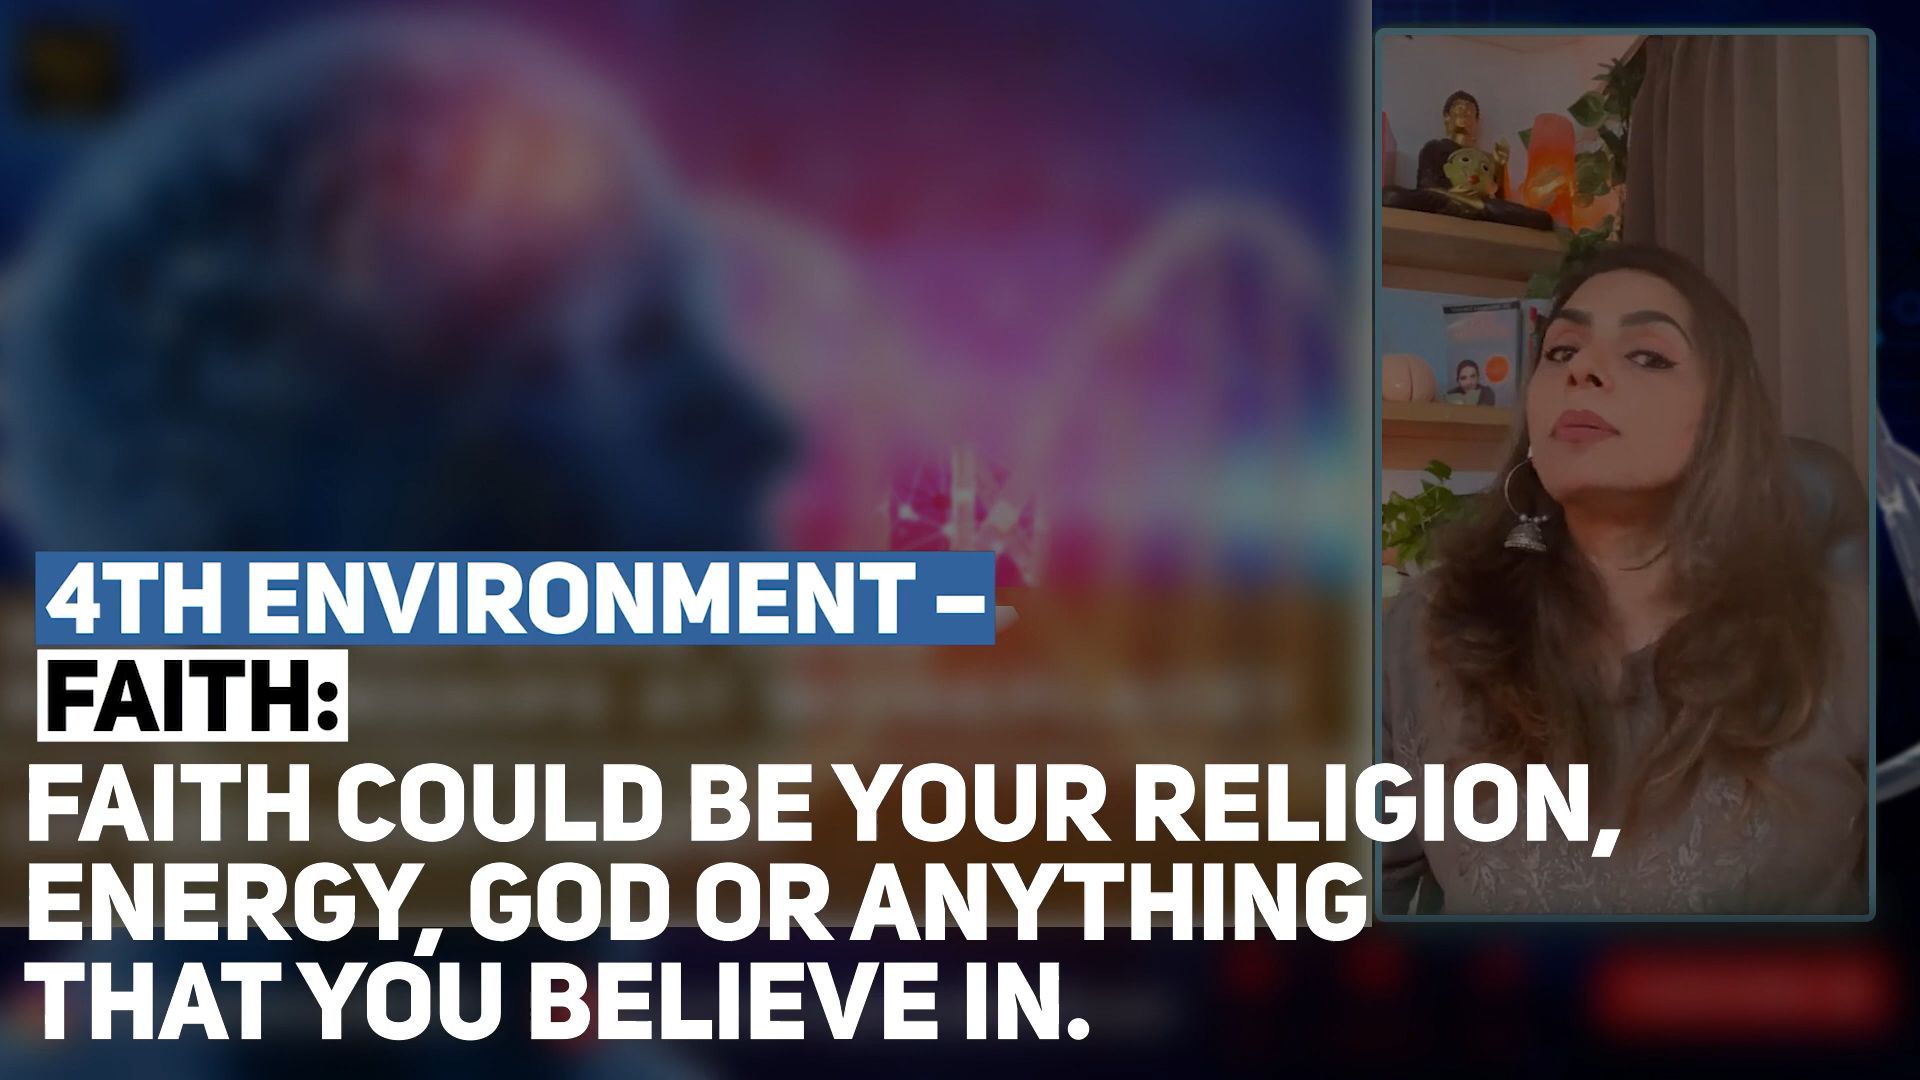 4TH ENVIRONMENT –
FAITH:
FAITH COULD BE YOUR RELIGION,
ENERGY, GOD OR ANYTHING
THAT YOU BELIEVE IN.